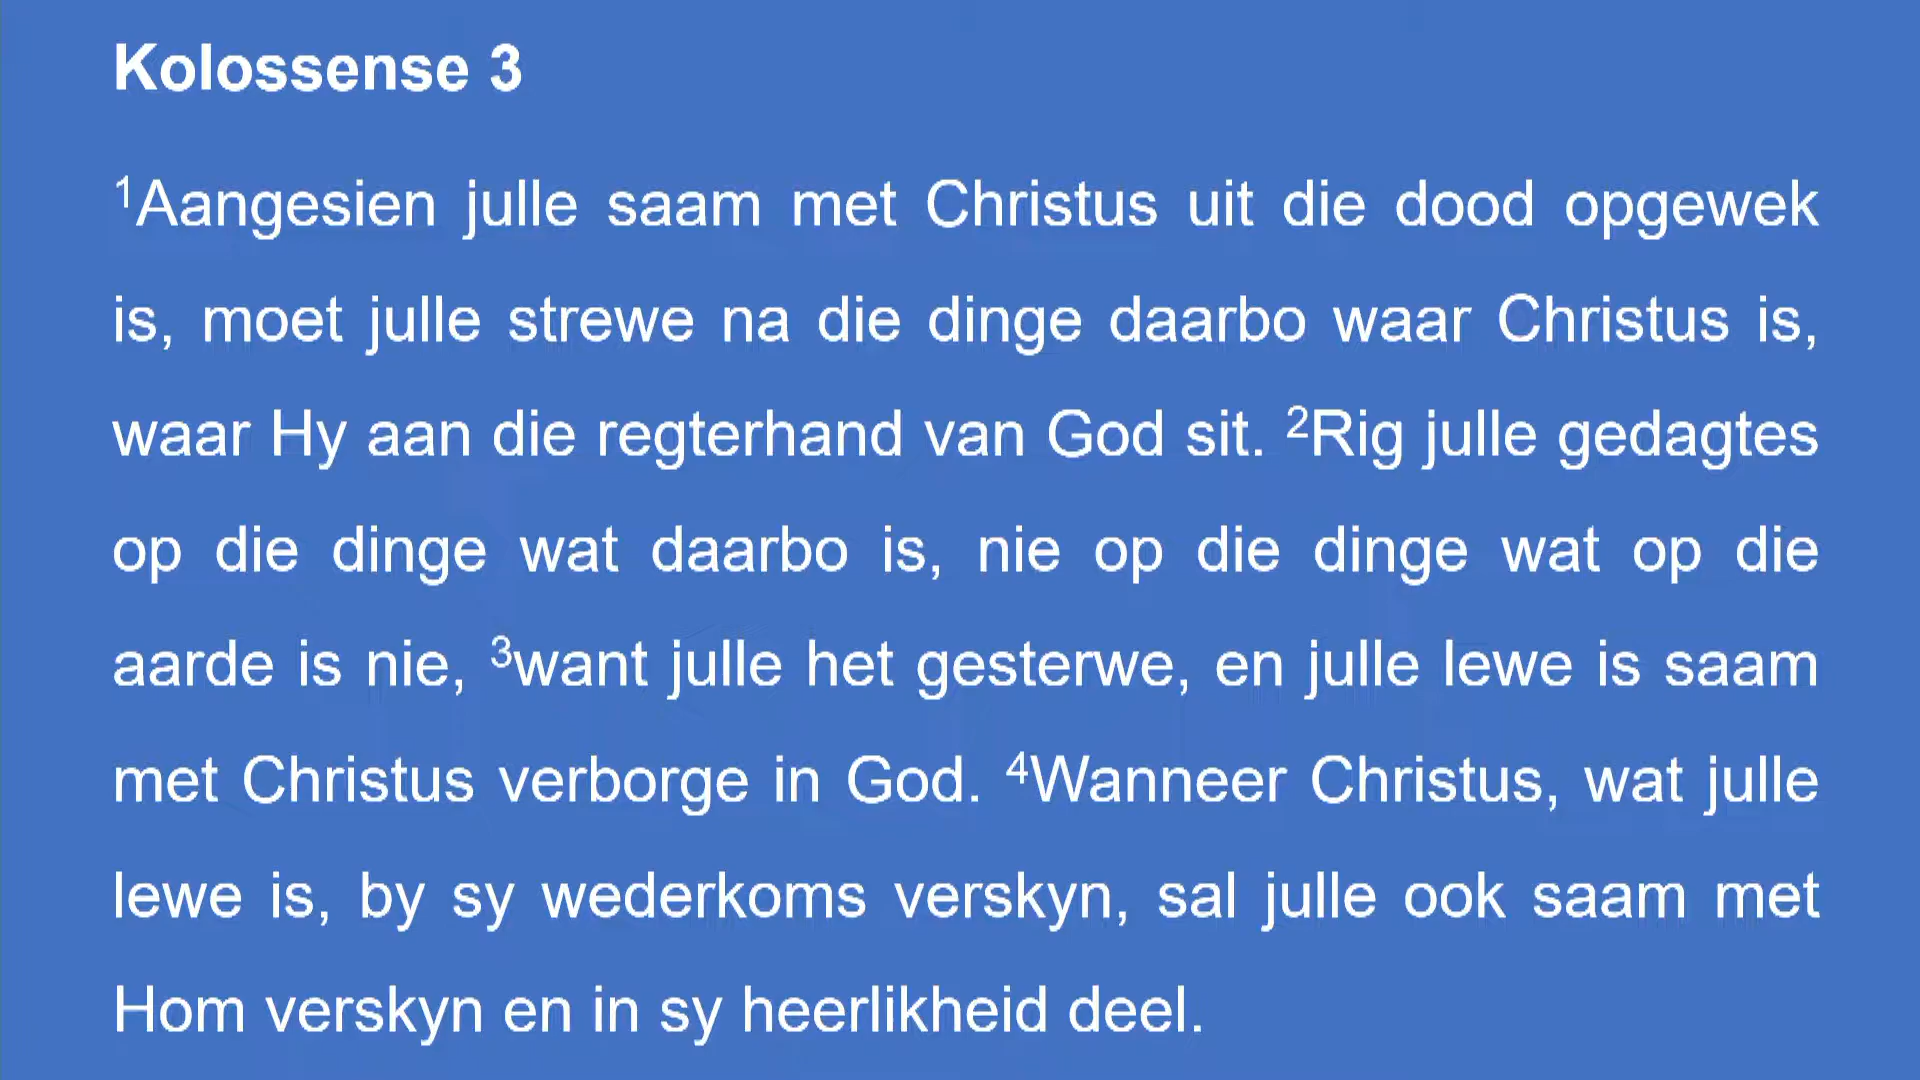 Kolossense 3
¹Aangesien julle saam met Christus uit die dood opgewek
is, moet julle strewe na die dinge daarbo waar Christus is,
waar Hy aan die regterhand van God sit. ²Rig julle gedagtes
op die dinge wat daarbo is, nie op die dinge wat op die
aarde is nie, ³want julle het gesterwe, en julle lewe is saam
met Christus verborge in God. ⁴Wanneer Christus, wat julle
lewe is, by sy wederkoms verskyn, sal julle ook saam met
Hom verskyn en in sy heerlikheid deel.